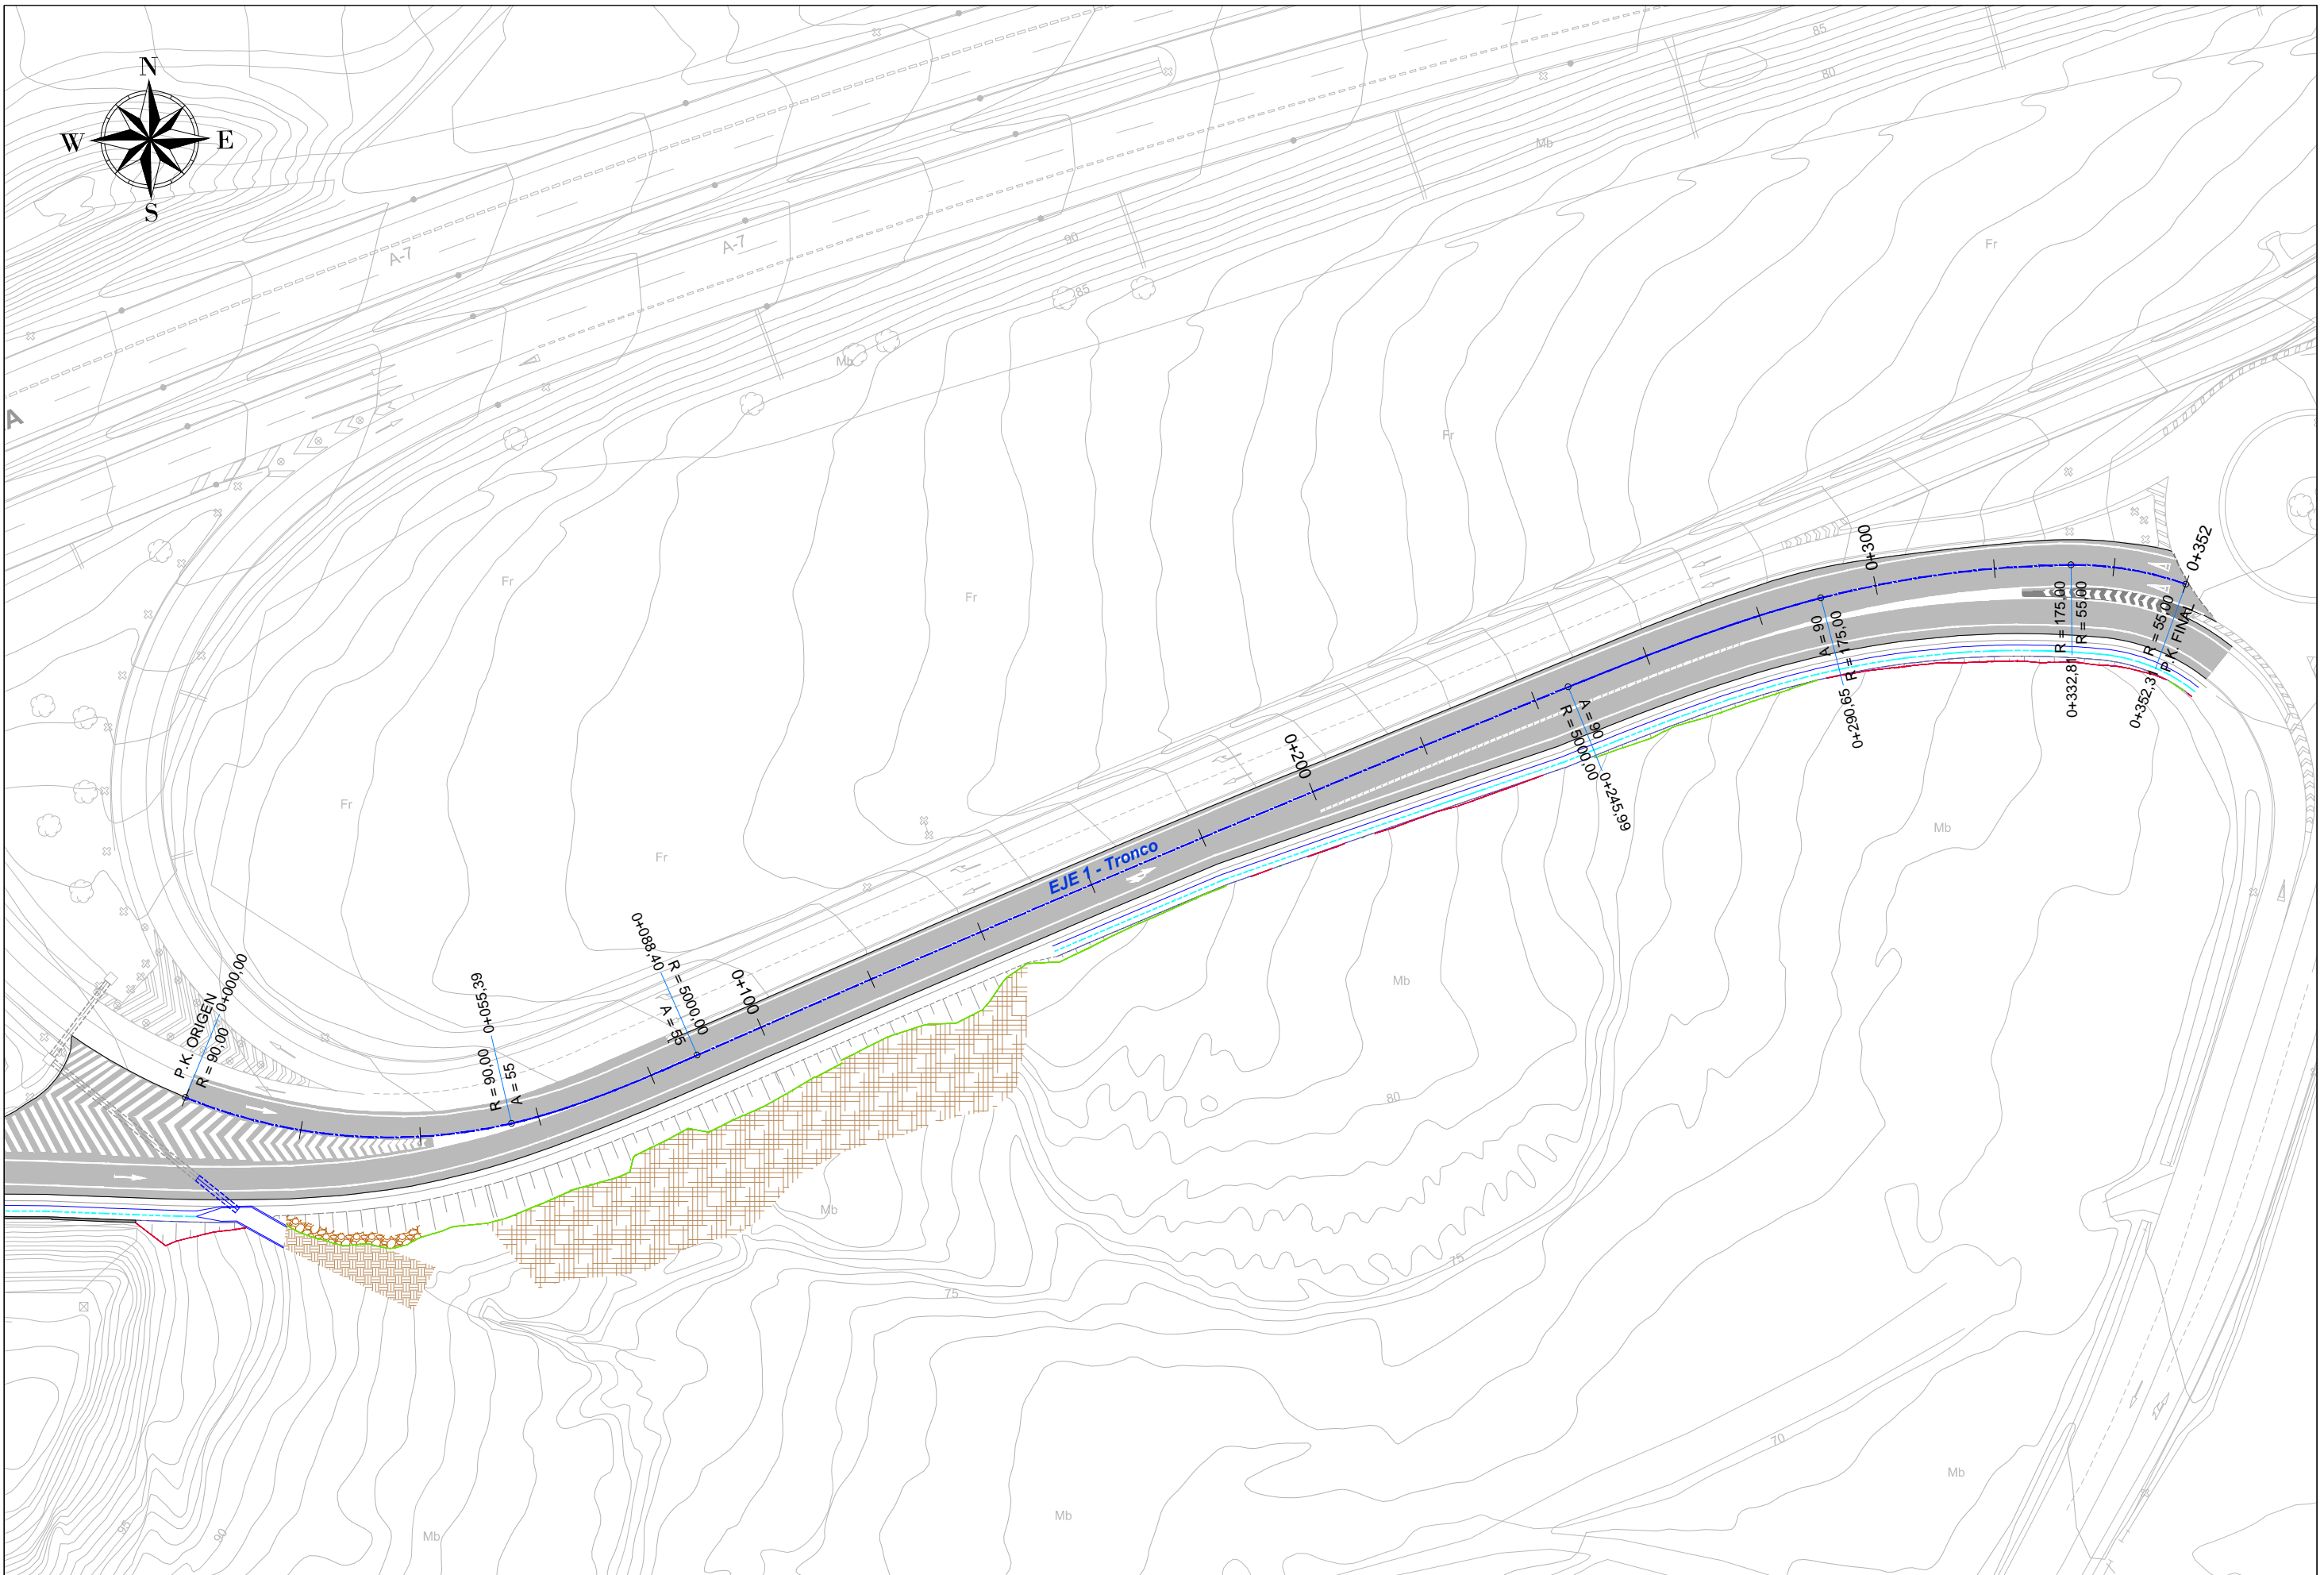 N
W
E
S
85
80
Mb
A-7
A-7
90
Fr
85
Mb
A
Fr
0+300
0+352
Fr
Fr
A = 90
R = 175,00
R = 175,00
R = 55,00
R = 55,00
P.K. FINAL
0+290,65
0+332,81
0+352,31
A = 90
R = 5000,00
0+245,99
0+200
Fr
Fr
Mb
EJE 1 - Tronco
0+088,40
R = 5000,00
A = 55
0+100
0+055,39
R = 90,00
A = 55
P.K. ORIGEN
0+000,00
R = 90,00
Mb
80
Mb
75
75
70
Mb
Mb
95
90
Mb